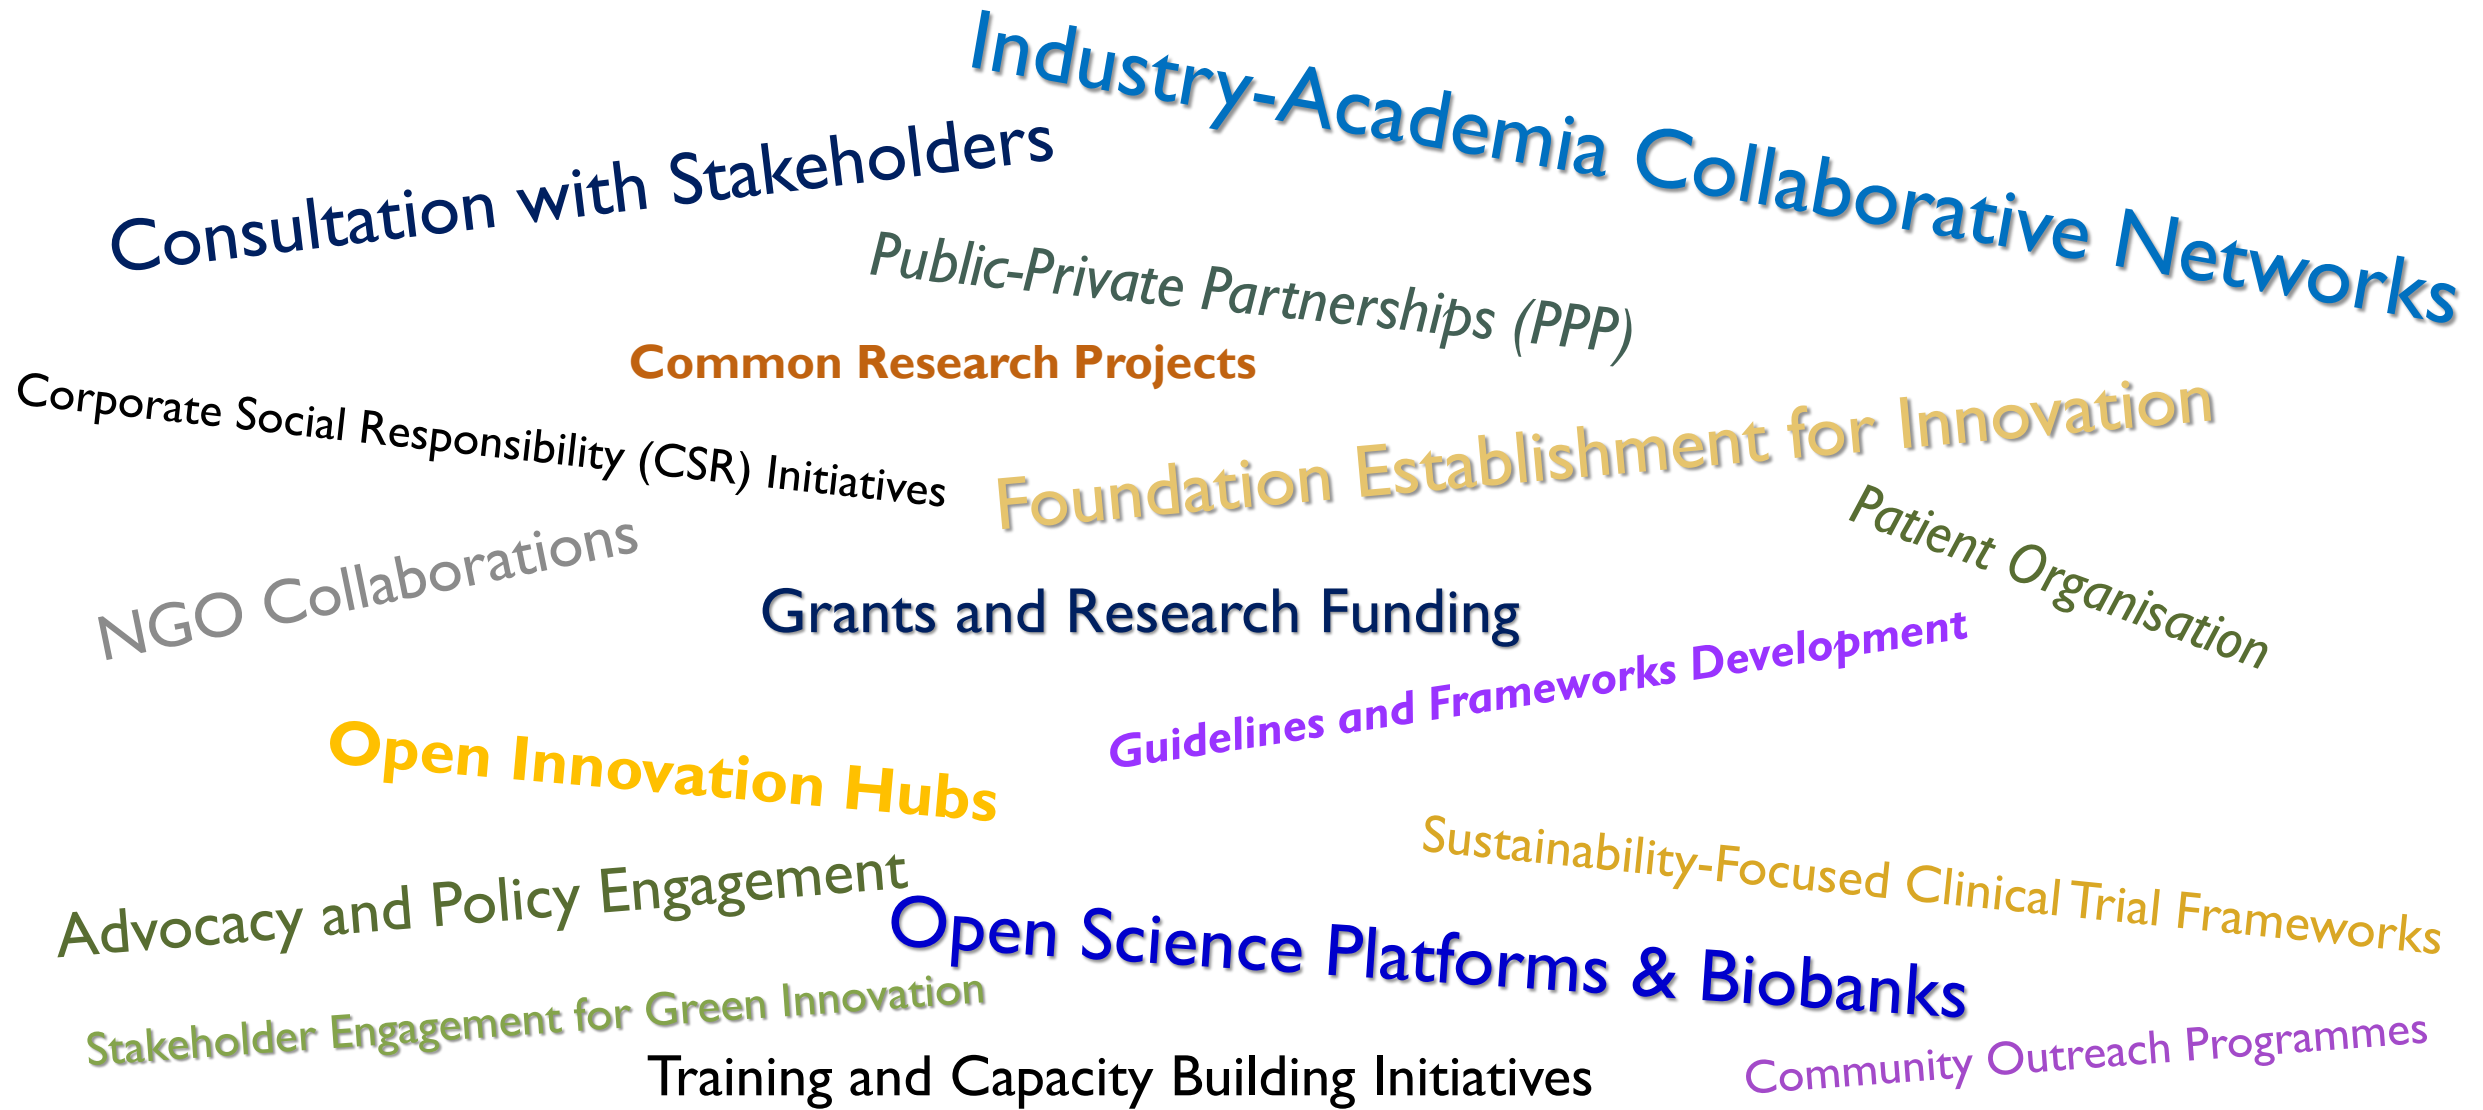 Industry-Academia Collaborative Networks
Consultation with Stakeholders
Public-Private Partnerships (PPP)
Common Research Projects
Corporate Social Responsibility (CSR) Initiatives
Foundation Establishment for Innovation
Patient Organisation
NGO Collaborations
Grants and Research Funding
Guidelines and Frameworks Development
Open Innovation Hubs
Sustainability-Focused Clinical Trial Frameworks
Advocacy and Policy Engagement
Open Science Platforms & Biobanks
Stakeholder Engagement for Green Innovation
Community Outreach Programmes
Training and Capacity Building Initiatives